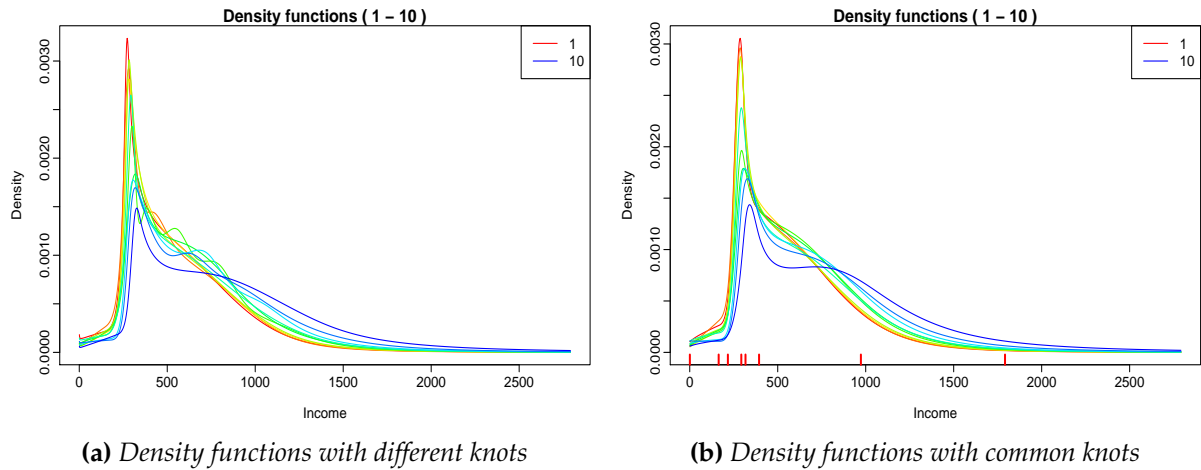 Density functions ( 1 − 10 )
1
10
Density
0.0000 0.0010 0.0020 0.0030
0 500 1000 1500 2000 2500
Income
(a) Density functions with different knots
Density functions ( 1 − 10 )
1
10
Density
0.0000 0.0010 0.0020 0.0030
0 500 1000 1500 2000 2500
Income
(b) Density functions with common knots